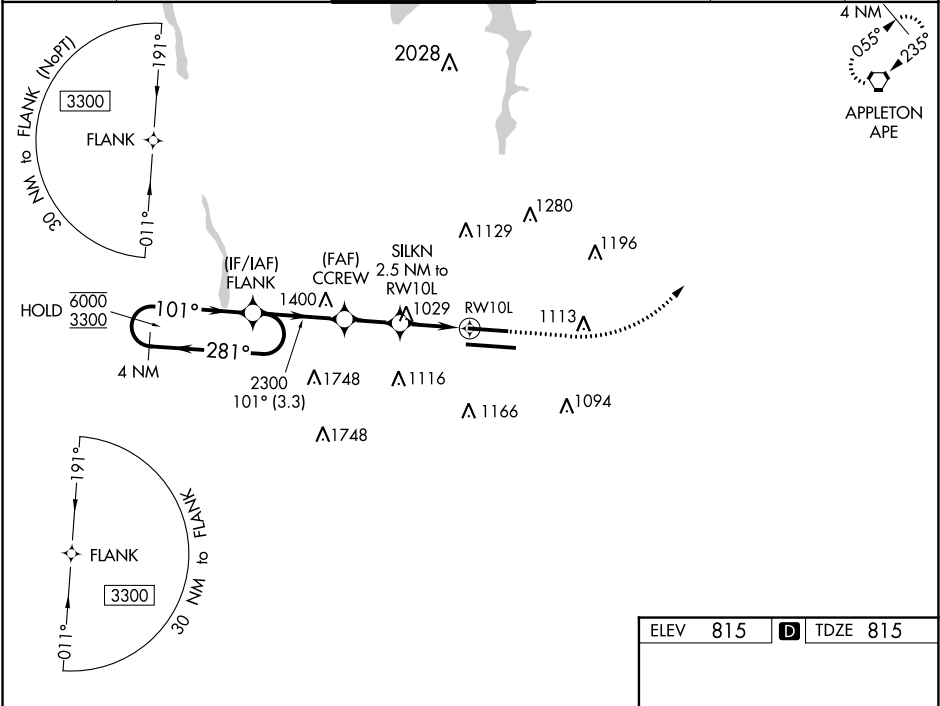 4 NM
055°
235°
APPLETON
APE
30 NM to FLANK (NoPT)
191°
3300
FLANK
011°
2028
1280
1129
1196
(IF/IAF)
FLANK
(FAF)
CCREW
SILKN
2.5 NM to
RW10L
1400
1029
RW10L
1113
HOLD
6000
3300
101°
281°
4 NM
2300
101° (3.3)
1748
1116
1166
1094
1748
191°
FLANK
3300
011°
30 NM to FLANK
ELEV 815 D TDZE 815